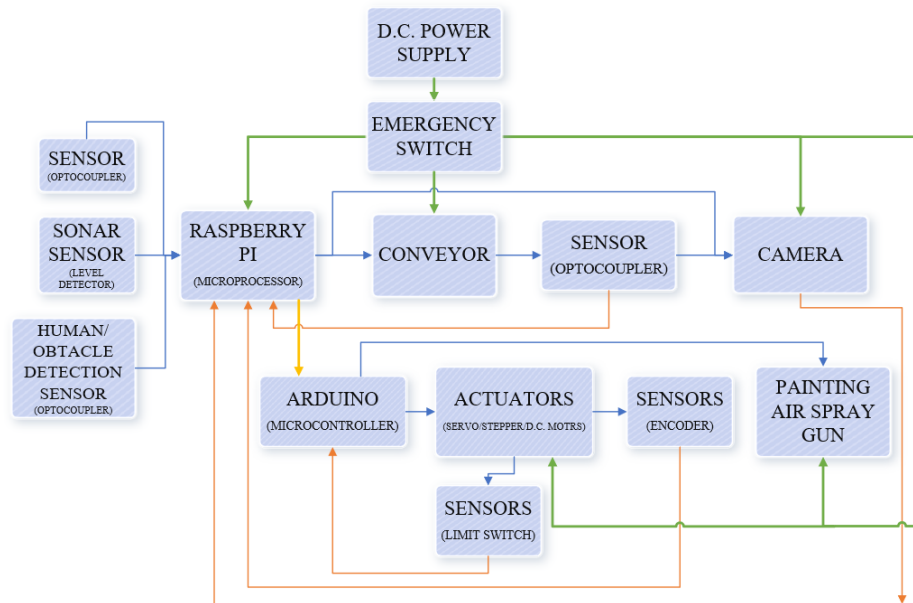 D.C. POWER
SUPPLY
EMERGENCY
SWITCH
SENSOR
(OPTOCOUPLER)
SONAR
SENSOR
(LEVEL
DETECTOR)
HUMAN/
OBTACLE
DETECTION
SENSOR
(OPTOCOUPLER)
RASPBERRY
PI
(MICROPROCESSOR)
CONVEYOR
SENSOR
(OPTOCOUPLER)
CAMERA
ARDUINO
(MICROCONTROLLER)
ACTUATORS
(SERVO/STEPPER/D.C. MOTRS)
SENSORS
(ENCODER)
PAINTING
AIR SPRAY
GUN
SENSORS
(LIMIT SWITCH)